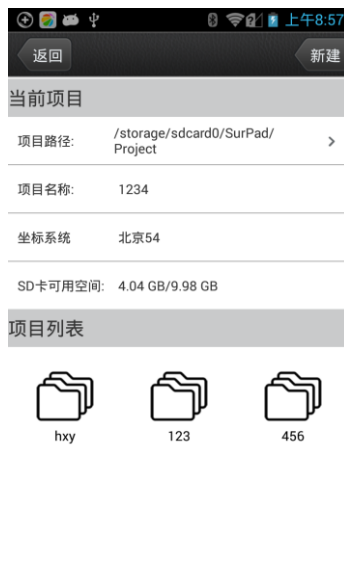 上午8:57
返回
新建
当前项目
项目路径: /storage/sdcard0/SurPad/
Project
项目名称: 1234
坐标系统 北京54
SD卡可用空间: 4.04 GB/9.98 GB
项目列表
hxy 123 456